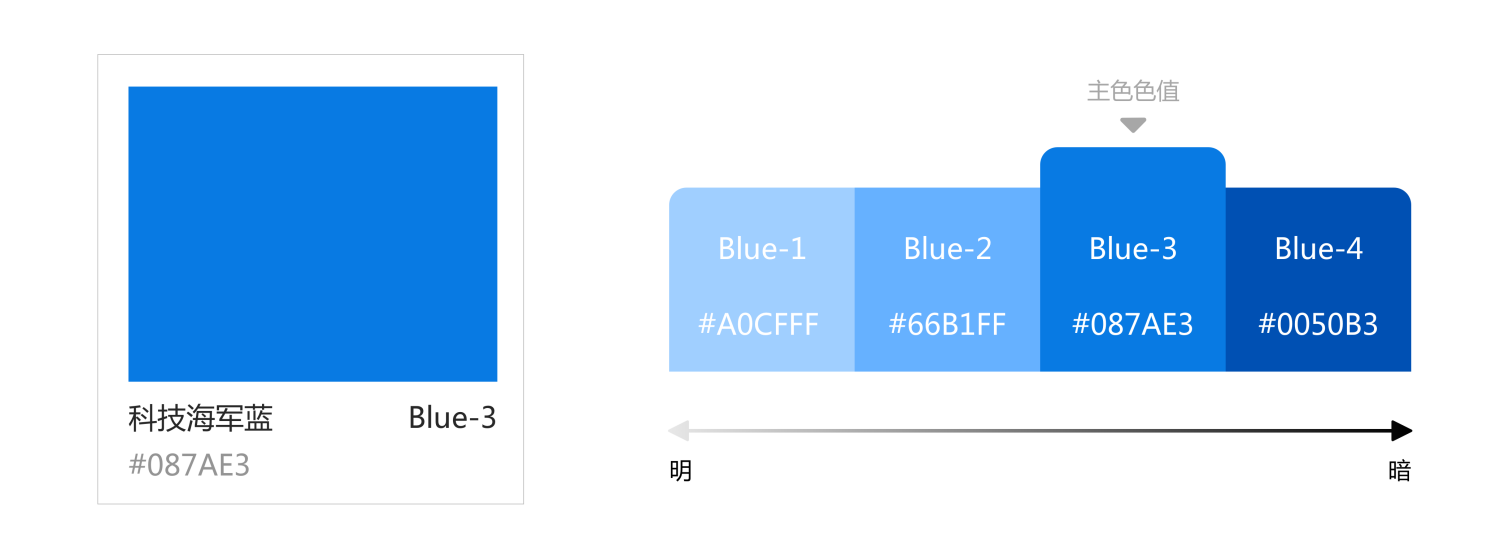 科技海军蓝 Blue-3
#087AE3
主色色值
Blue-1 Blue-2 Blue-3 Blue-4
#A0CFFF #66B1FF #087AE3 #0050B3
明 暗